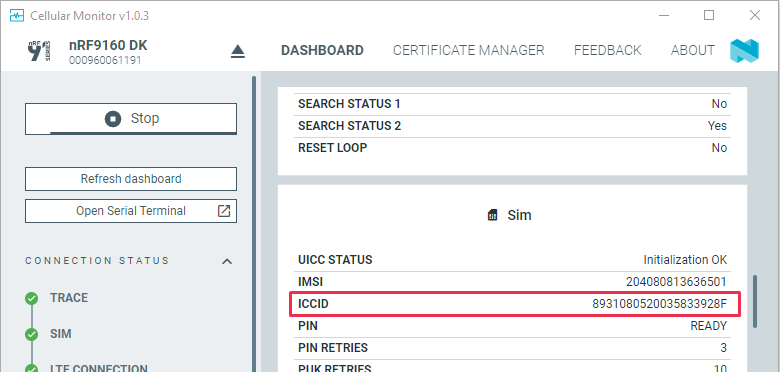 Cellular Monitor v1.0.3
nRF
91
SERIES
nRF9160 DK
000960061191
DASHBOARD CERTIFICATE MANAGER FEEDBACK ABOUT
Stop
Refresh dashboard
Open Serial Terminal
CONNECTION STATUS
TRACE
SIM
LTE CONNECTION
SEARCH STATUS 1 No
SEARCH STATUS 2 Yes
RESET LOOP No
Sim
UICC STATUS Initialization OK
IMSI 204080813636501
ICCID 8931080520035833928F
PIN READY
PIN RETRIES 3
PUK RETRIES 10